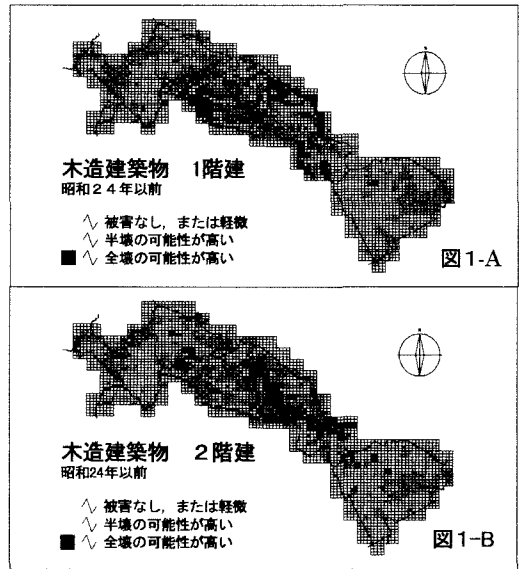 木造建築物 1階建
昭和24年以前
被害なし，または軽微
半壊の可能性が高い
全壊の可能性が高い
図1-A
木造建築物 2階建
昭和24年以前
被害なし，または軽微
半壊の可能性が高い
全壊の可能性が高い
図1-B